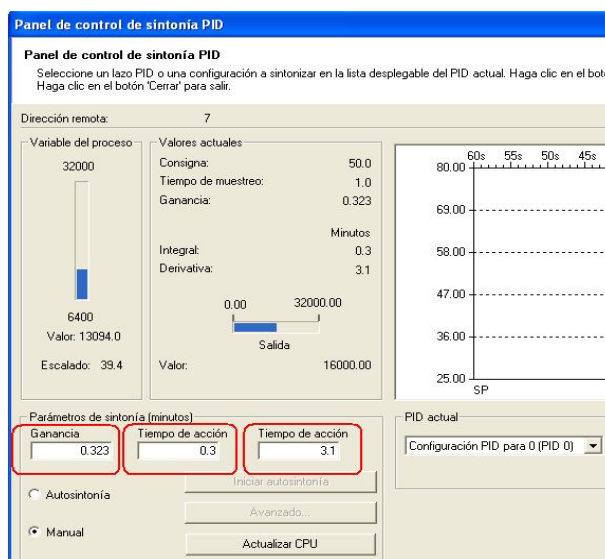 Panel de control de sintonía PID
Panel de control de sintonía PID
Seleccione un lazo PID o una configuración a sintonizar en la lista desplegable del PID actual. Haga clic en el
Haga clic en el botón 'Cerrar' para salir.
Dirección remota: 7
Variable del proceso
32000
6400
Valor: 13094.0
Escalado: 39.4
Valores actuales
Consigna: 50.0
Tiempo de muestreo: 1.0
Ganancia: 0.323
Minutos
Integral: 0.3
Derivativa: 3.1
0.00 32000.00
Salida
Valor: 16000.00
60s 55s 50s 45s
80.00
69.00
58.00
47.00
36.00
25.00
SP
Parámetros de sintonía (minutos)
Ganancia Tiempo de acción Tiempo de acción
0.323 0.3 3.1
Autosintonía
Manual
Iniciar autosintonía
Avanzado...
Actualizar CPU
PID actual
Configuración PID para 0 (PID 0)